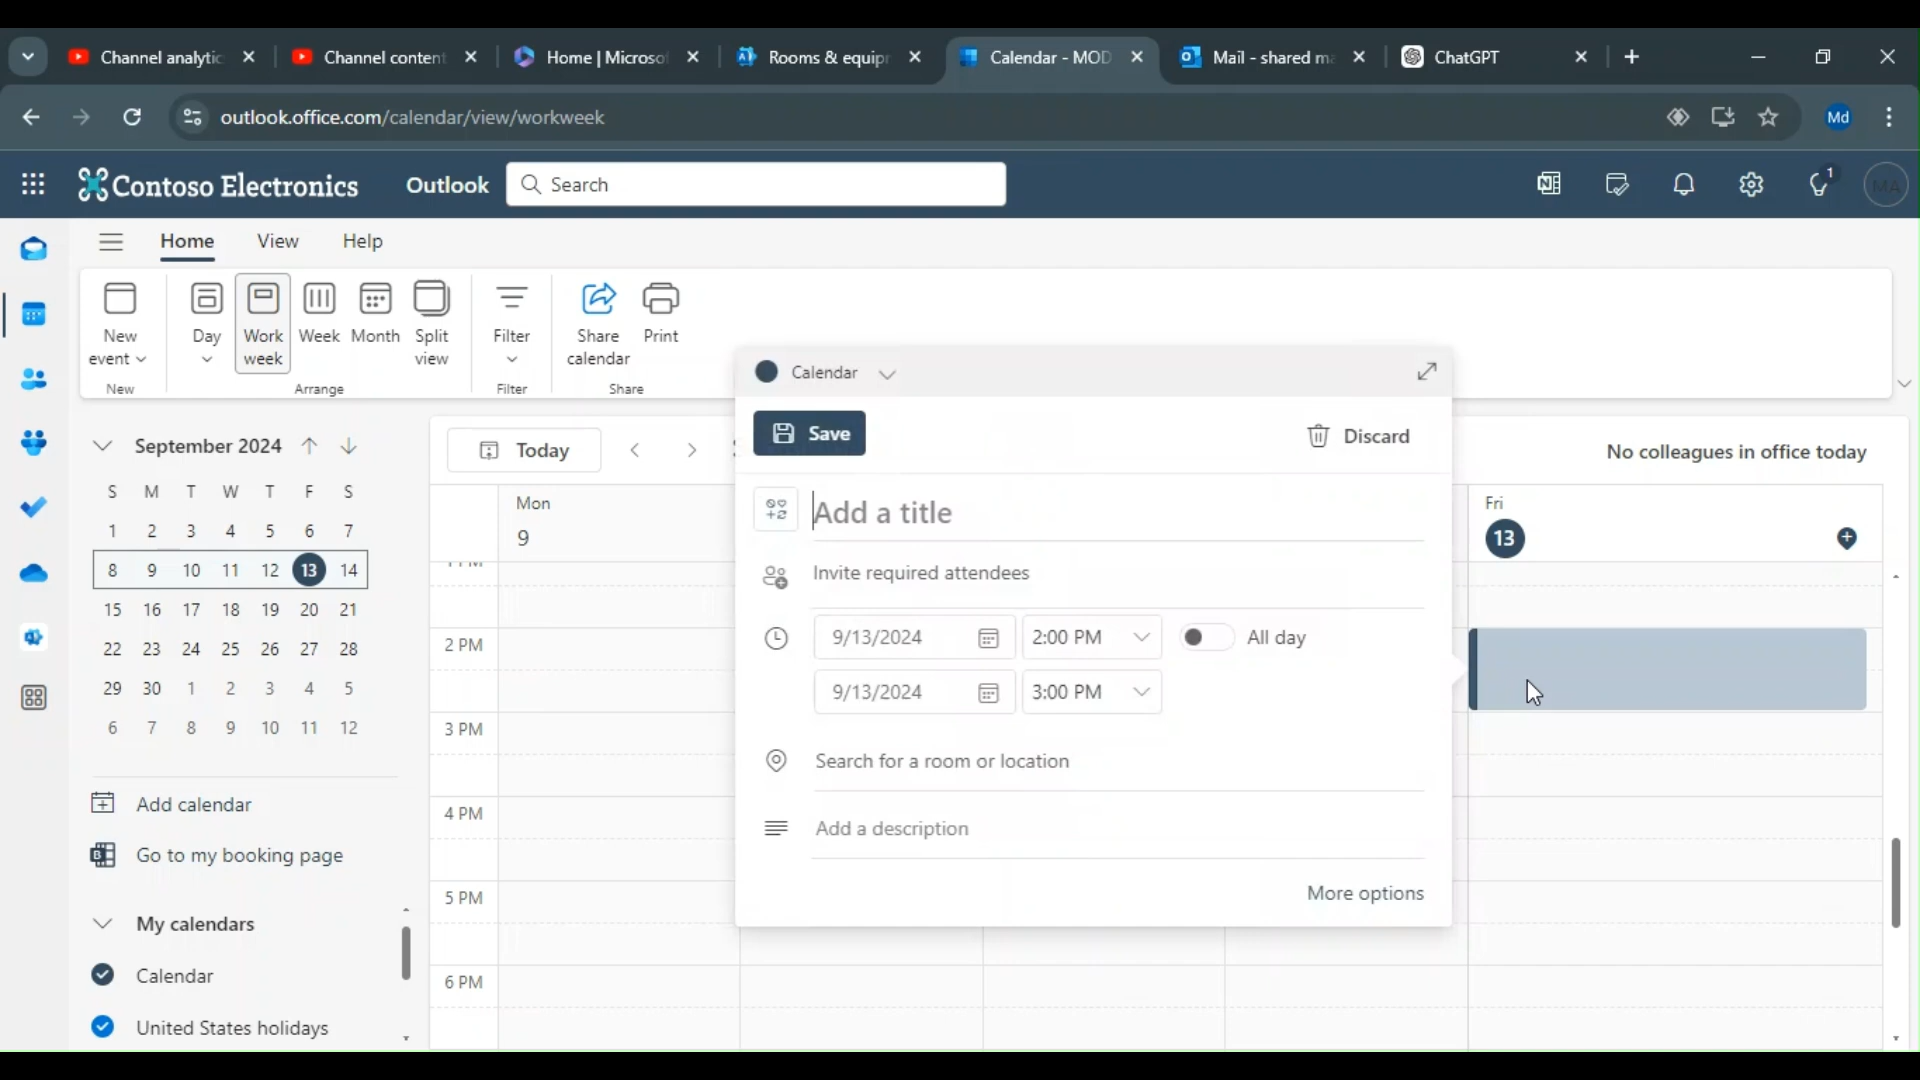 Channel analytic
Channel content
Home | Microsof
Rooms & equip
Calendar - MOD
Mail - shared ma
ChatGPT
outlook.office.com/calendar/view/workweek
Md
Contoso Electronics
Outlook
Search
1
MA
Home View Help
New event
Day
Work week
Week
Month
Split view
Filter
Share calendar
Print
New
Arrange
Filter
Share
September 2024
S M T W T F S
1 2 3 4 5 6 7
8 9 10 11 12 13 14
15 16 17 18 19 20 21
22 23 24 25 26 27 28
29 30 1 2 3 4 5
6 7 8 9 10 11 12
Add calendar
Go to my booking page
My calendars
Calendar
United States holidays
Today
No colleagues in office today
Mon
9
Fri
13
2 PM
3 PM
4 PM
5 PM
6 PM
Calendar
Save
Discard
Add a title
Invite required attendees
9/13/2024 2:00 PM All day
9/13/2024 3:00 PM
Search for a room or location
Add a description
More options